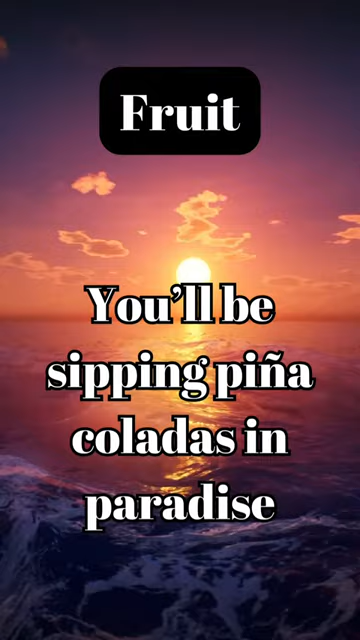 Fruit
You’ll be
sipping piña
coladas in
paradise